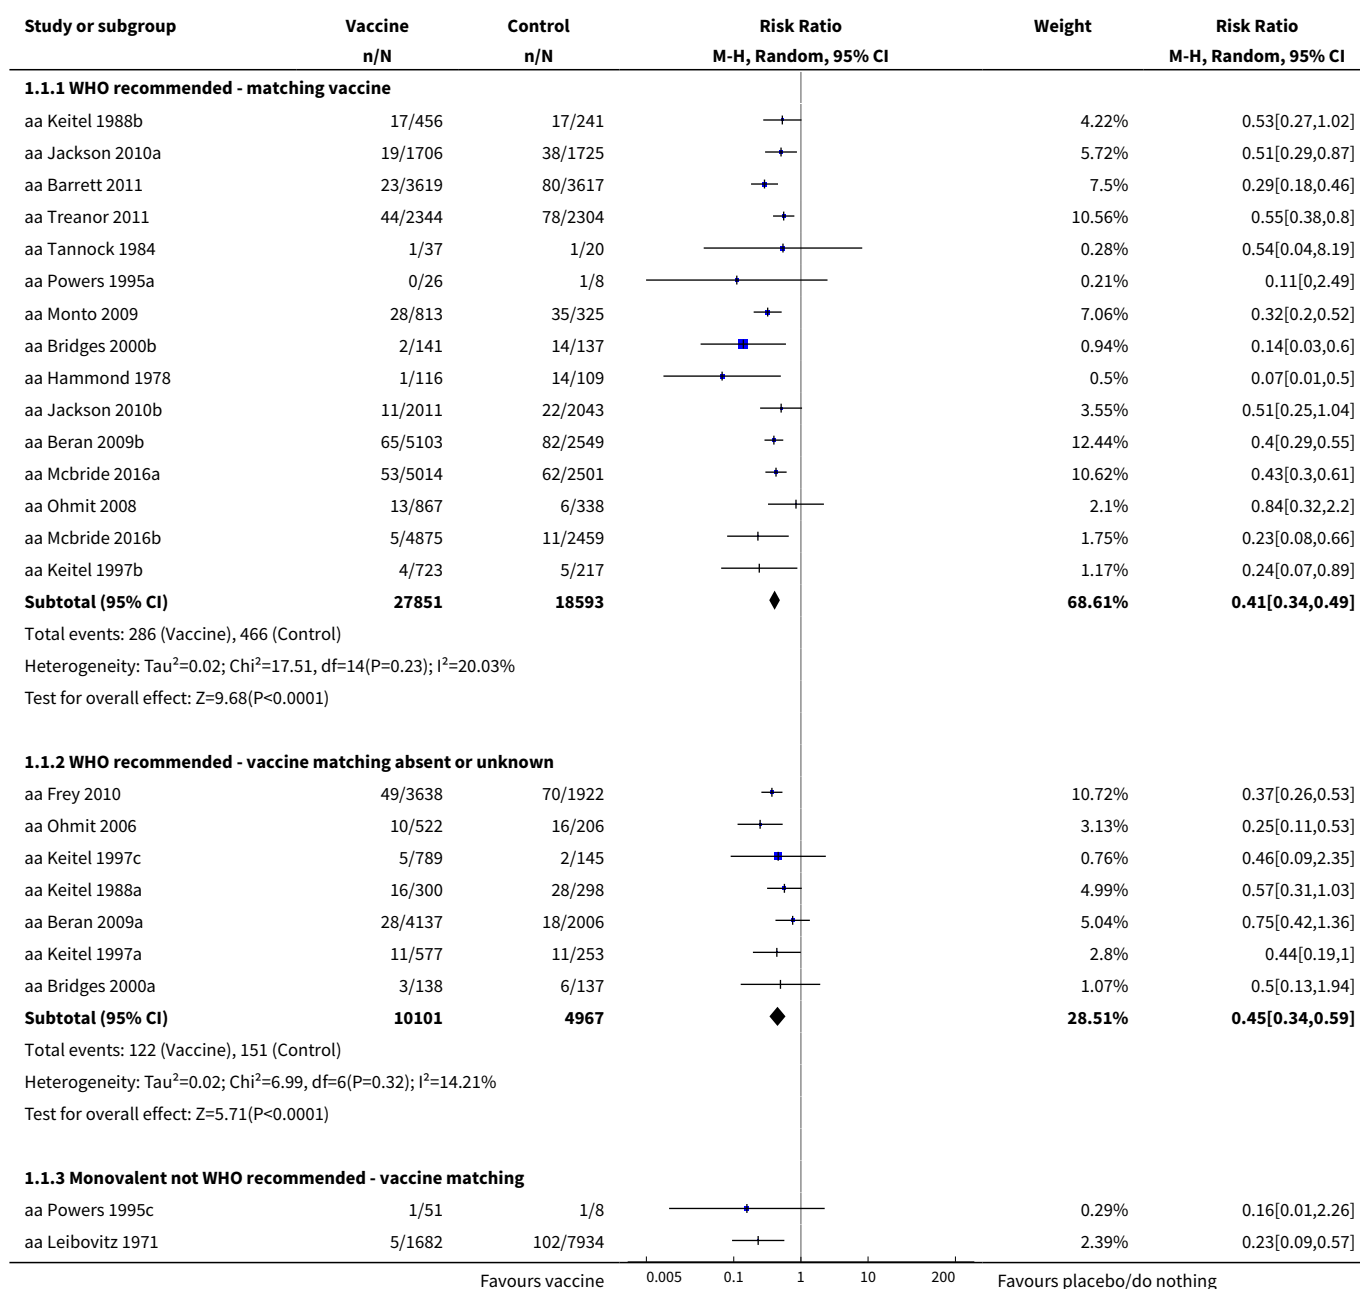 Study or subgroup Vaccine Control Risk Ratio Weight Risk Ratio
n/N n/N M-H, Random, 95% CI M-H, Random, 95% CI
1.1.1 WHO recommended - matching vaccine
aa Keitel 1988b 17/456 17/241 4.22% 0.53[0.27,1.02]
aa Jackson 2010a 19/1706 38/1725 5.72% 0.51[0.29,0.87]
aa Barrett 2011 23/3619 80/3617 7.5% 0.29[0.18,0.46]
aa Treanor 2011 44/2344 78/2304 10.56% 0.55[0.38,0.8]
aa Tannock 1984 1/37 1/20 0.28% 0.54[0.04,8.19]
aa Powers 1995a 0/26 1/8 0.21% 0.11[0,2.49]
aa Monto 2009 28/813 35/325 7.06% 0.32[0.2,0.52]
aa Bridges 2000b 2/141 14/137 0.94% 0.14[0.03,0.6]
aa Hammond 1978 1/116 14/109 0.5% 0.07[0.01,0.5]
aa Jackson 2010b 11/2011 22/2043 3.55% 0.51[0.25,1.04]
aa Beran 2009b 65/5103 82/2549 12.44% 0.4[0.29,0.55]
aa Mcbride 2016a 53/5014 62/2501 10.62% 0.43[0.3,0.61]
aa Ohmit 2008 13/867 6/338 2.1% 0.84[0.32,2.2]
aa Mcbride 2016b 5/4875 11/2459 1.75% 0.23[0.08,0.66]
aa Keitel 1997b 4/723 5/217 1.17% 0.24[0.07,0.89]
Subtotal (95% CI) 27851 18593 68.61% 0.41[0.34,0.49]
Total events: 286 (Vaccine), 466 (Control)
Heterogeneity: Tau²=0.02; Chi²=17.51, df=14(P=0.23); I²=20.03%
Test for overall effect: Z=9.68(P<0.0001)
1.1.2 WHO recommended - vaccine matching absent or unknown
aa Frey 2010 49/3638 70/1922 10.72% 0.37[0.26,0.53]
aa Ohmit 2006 10/522 16/206 3.13% 0.25[0.11,0.53]
aa Keitel 1997c 5/789 2/145 0.76% 0.46[0.09,2.35]
aa Keitel 1988a 16/300 28/298 4.99% 0.57[0.31,1.03]
aa Beran 2009a 28/4137 18/2006 5.04% 0.75[0.42,1.36]
aa Keitel 1997a 11/577 11/253 2.8% 0.44[0.19,1]
aa Bridges 2000a 3/138 6/137 1.07% 0.5[0.13,1.94]
Subtotal (95% CI) 10101 4967 28.51% 0.45[0.34,0.59]
Total events: 122 (Vaccine), 151 (Control)
Heterogeneity: Tau²=0.02; Chi²=6.99, df=6(P=0.32); I²=14.21%
Test for overall effect: Z=5.71(P<0.0001)
1.1.3 Monovalent not WHO recommended - vaccine matching
aa Powers 1995c 1/51 1/8 0.29% 0.16[0.01,2.26]
aa Leibovitz 1971 5/1682 102/7934 2.39% 0.23[0.09,0.57]
Favours vaccine 0.005 0.1 1 10 200 Favours placebo/do nothing